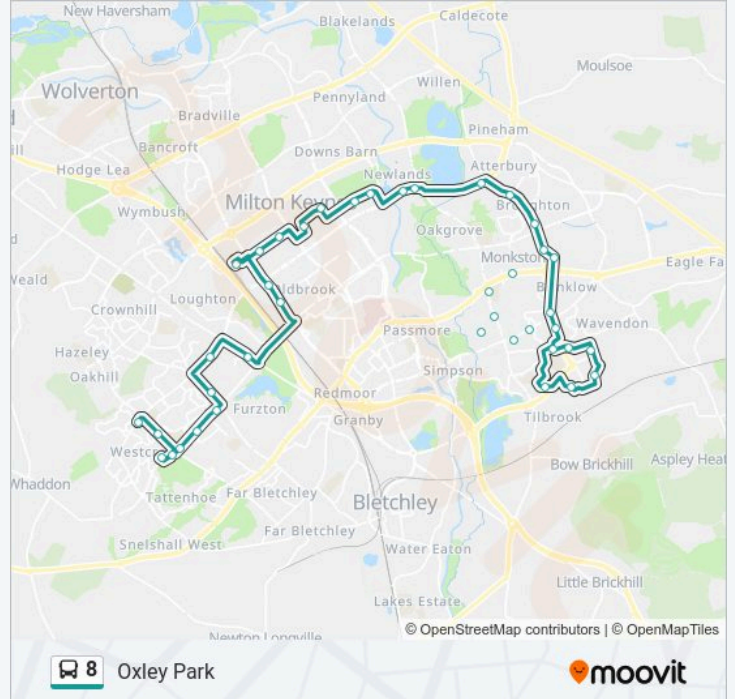 New Haversham
Caldecote
Blakelands
Moulsoe
Willen
Wolverton
Pennyland
Bradville
Pineham
Bancroft
Downs Barn
Atterbury
Hodge Lea
Newlands
Milton Keyn
Broughton
Wymbush
Oakgrove
Monkston
Eagle Fa
Weald
ldbrook
Loughton
Crownhill
Wavendon
Passmore
Hazeley
Simpson
Oakhill
Redmoor
Furzton
Granby
Tilbrook
Westc
Bow Brickhill
Aspley Heat
Whaddon
Tattenhoe
Far Bletchley
Bletchley
Far Bletchley
Snelshall West
Water Eaton
Little Brickhill
Lakes Estate
© OpenStreetMap contributors | © OpenMapTiles
Newton Longville
8 Oxley Park
moovit